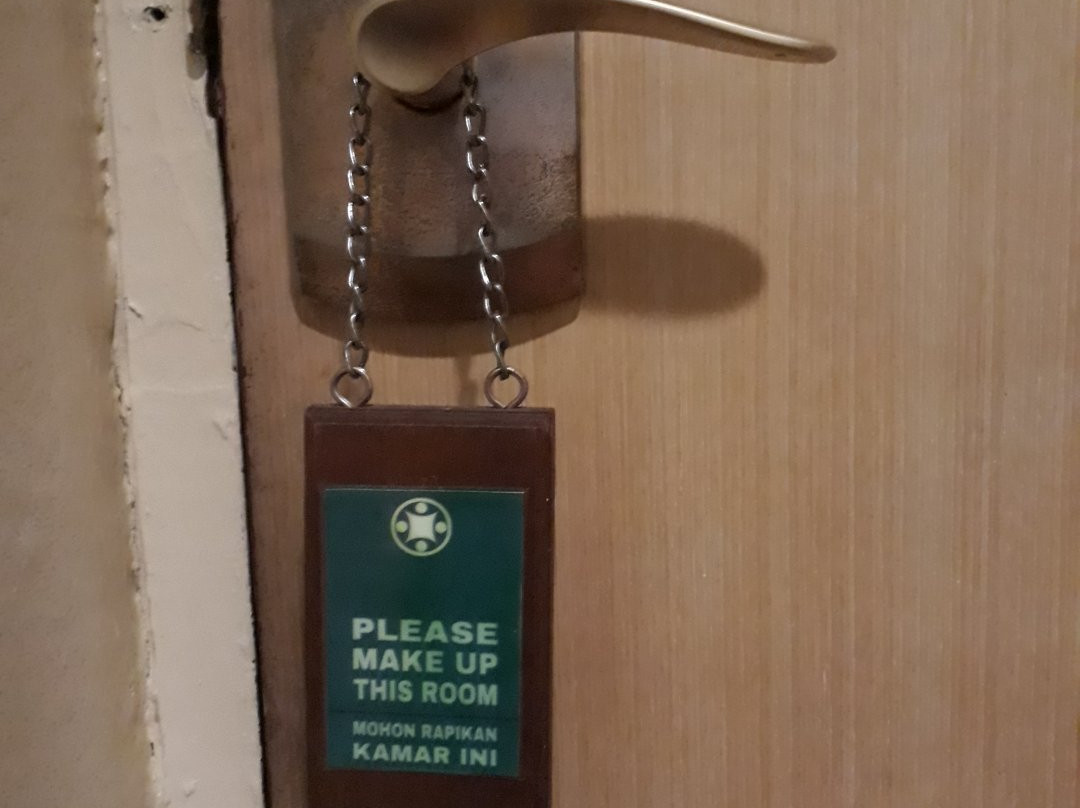 PLEASE
MAKE UP
THIS ROOM
MOHON RAPIKAN
KAMAR INI